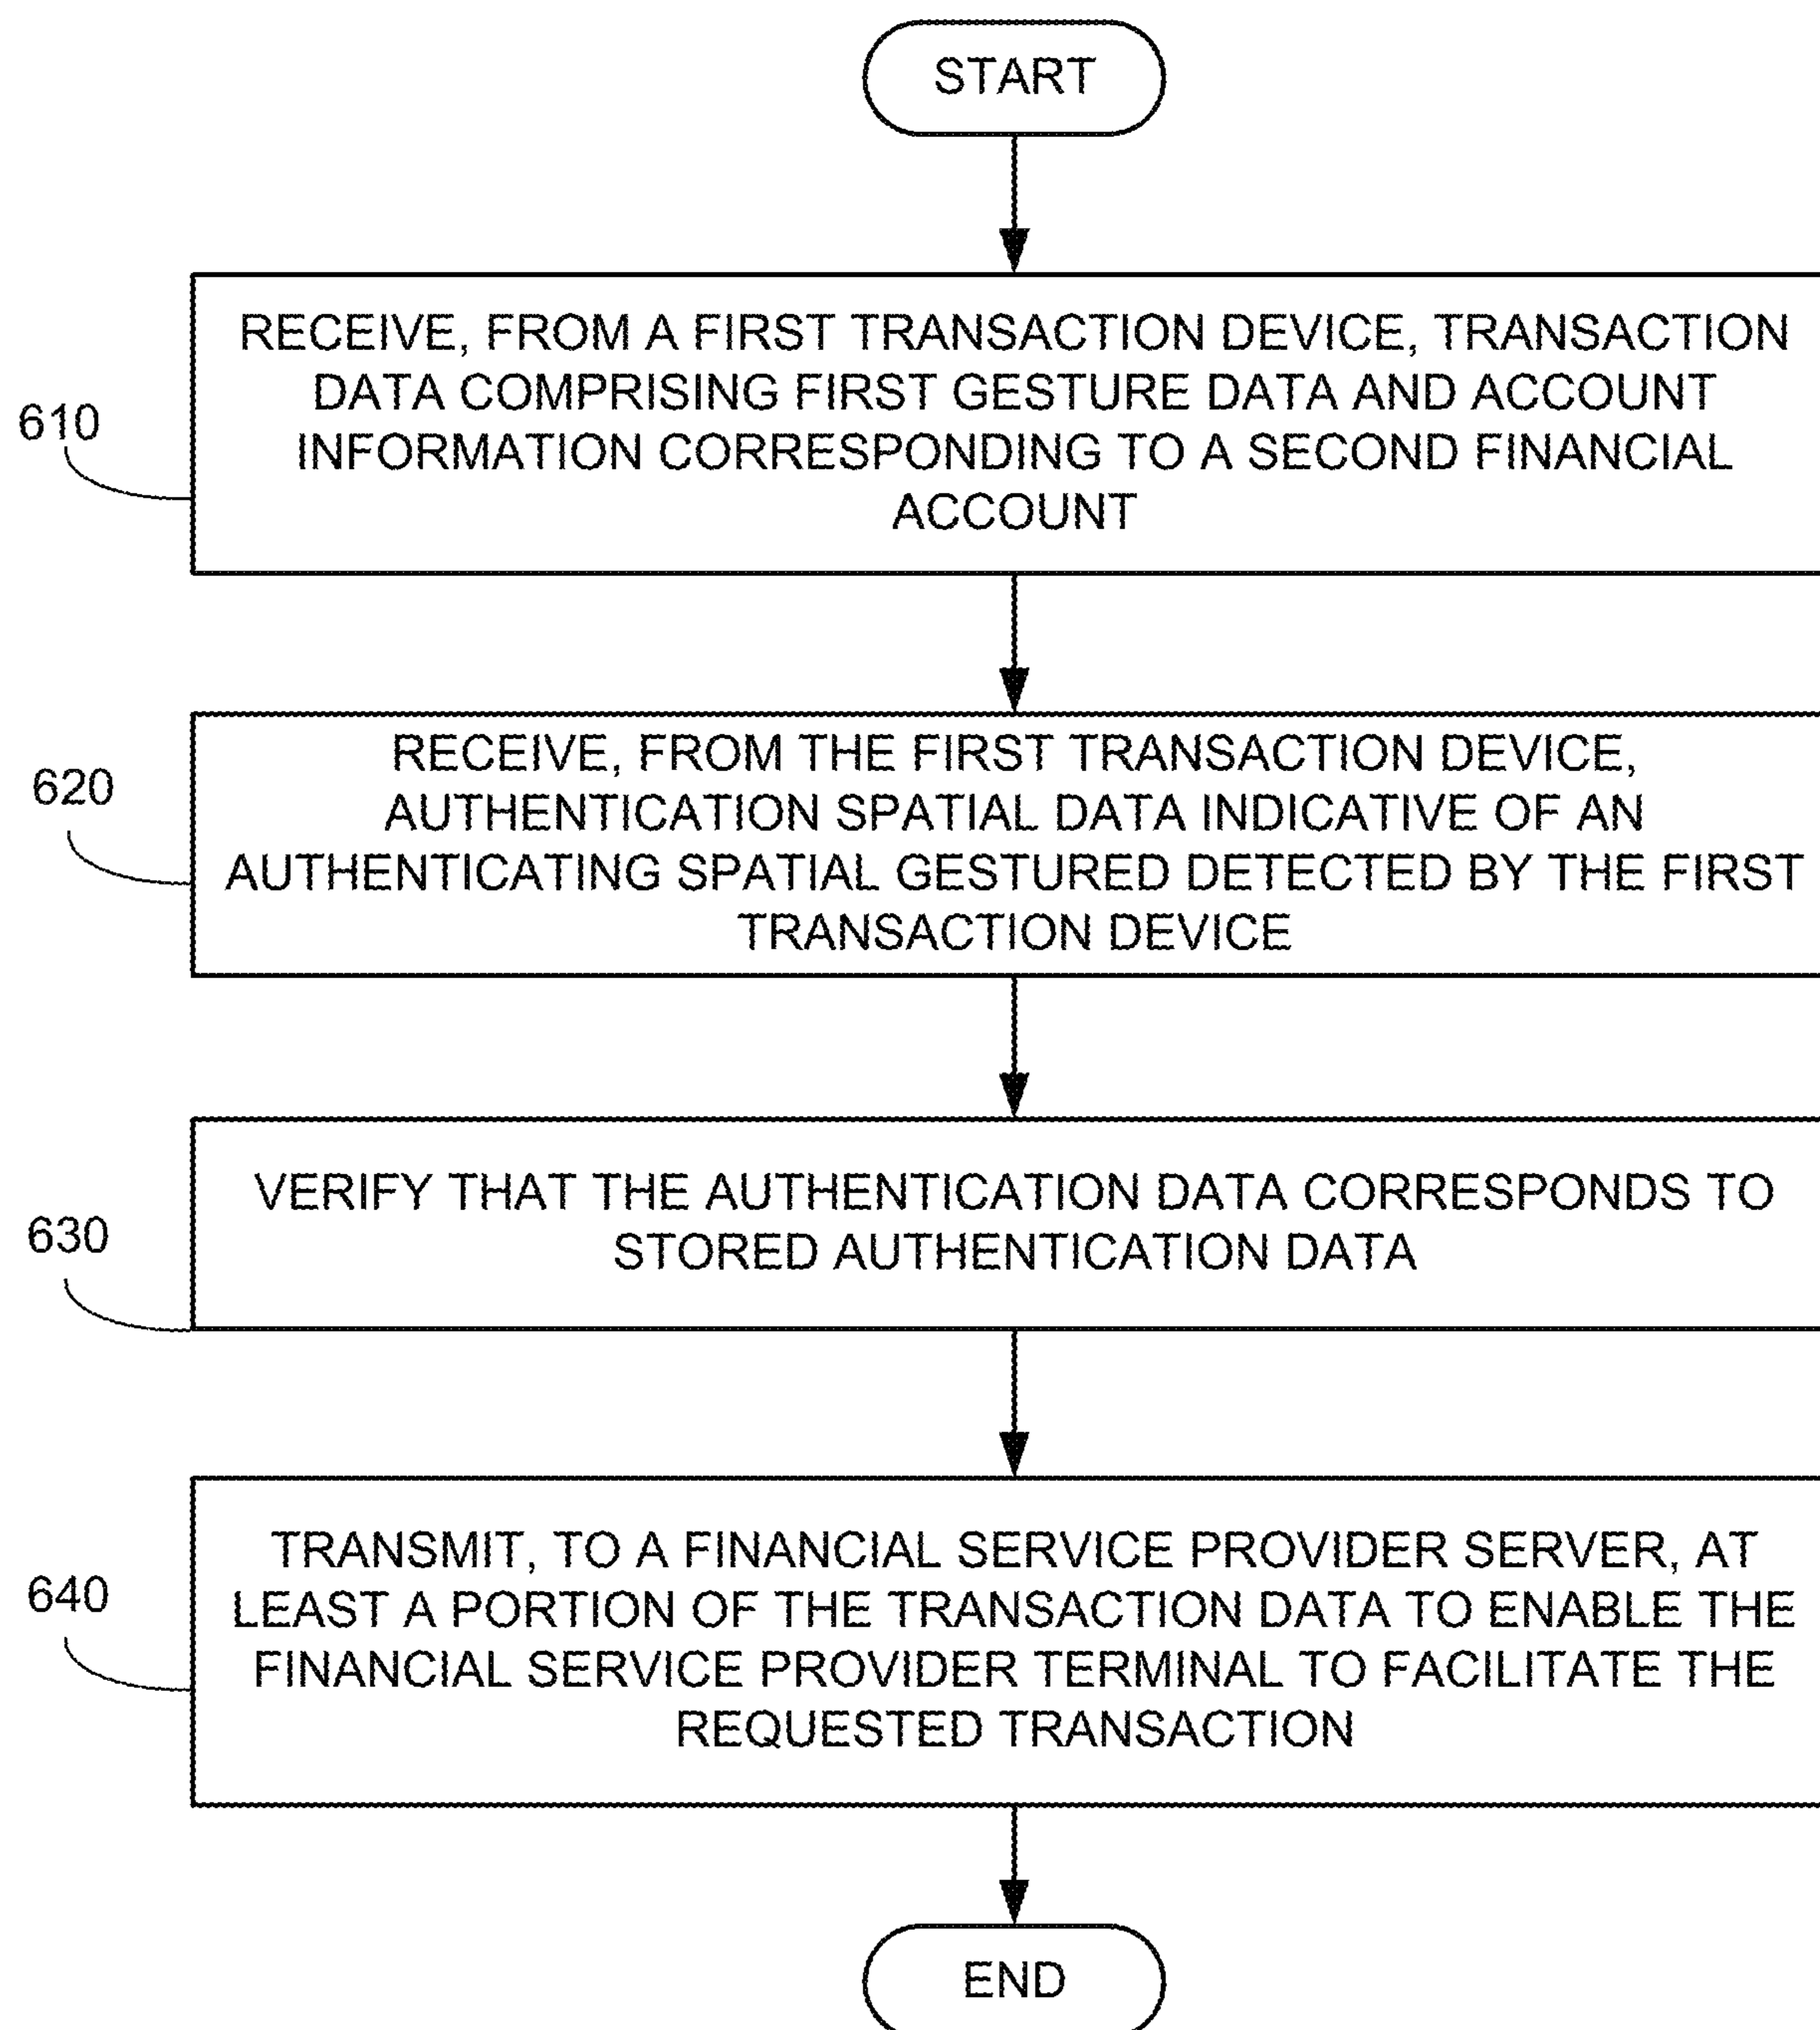 START
RECEIVE, FROM A FIRST TRANSACTION DEVICE, TRANSACTION
DATA COMPRISING FIRST GESTURE DATA AND ACCOUNT
INFORMATION CORRESPONDING TO A SECOND FINANCIAL
ACCOUNT
610
RECEIVE, FROM THE FIRST TRANSACTION DEVICE,
AUTHENTICATION SPATIAL DATA INDICATIVE OF AN
AUTHENTICATING SPATIAL GESTURED DETECTED BY THE FIRST
TRANSACTION DEVICE
620
VERIFY THAT THE AUTHENTICATION DATA CORRESPONDS TO
STORED AUTHENTICATION DATA
630
TRANSMIT, TO A FINANCIAL SERVICE PROVIDER SERVER, AT
LEAST A PORTION OF THE TRANSACTION DATA TO ENABLE THE
FINANCIAL SERVICE PROVIDER TERMINAL TO FACILITATE THE
REQUESTED TRANSACTION
640
END